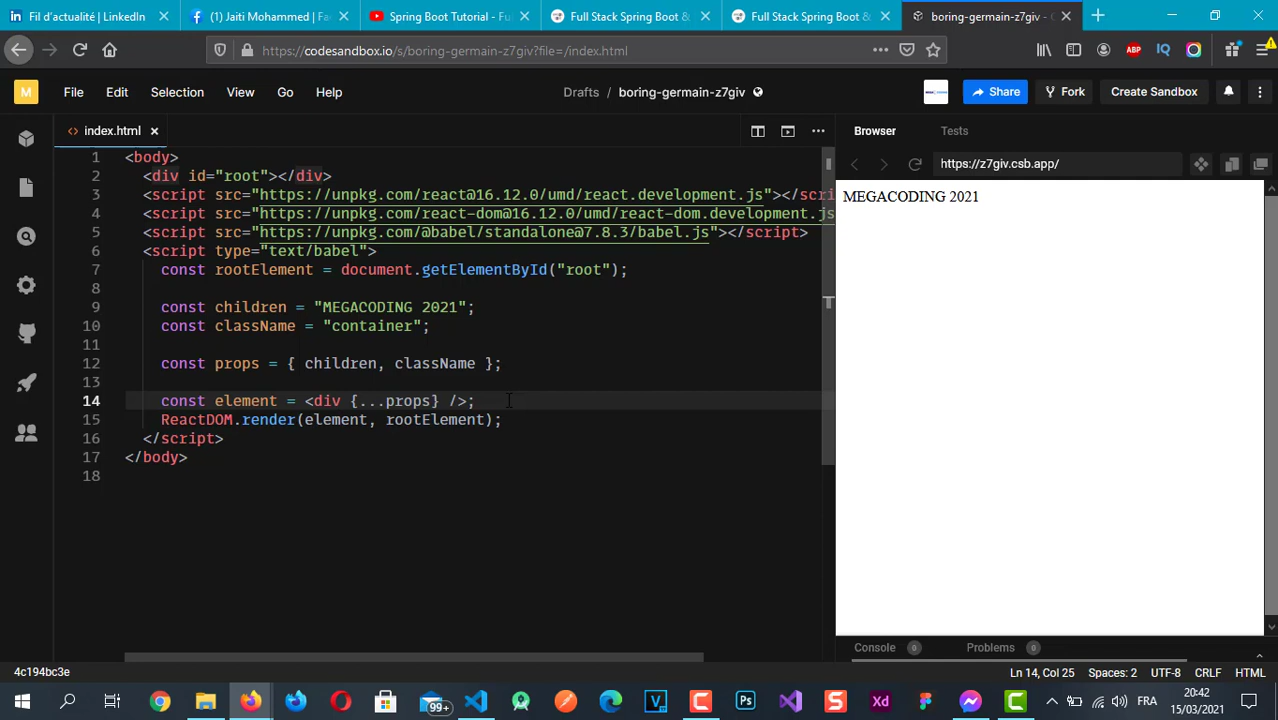 Fil d'actualité | LinkedIn
(1) Jaiti Mohammed | Fa
Spring Boot Tutorial - Full
Full Stack Spring Boot &
Full Stack Spring Boot &
boring-germain-z7giv -
https://codesandbox.io/s/boring-germain-z7giv?file=/index.html
ABP
IQ
M
File
Edit
Selection
View
Go
Help
Drafts / boring-germain-z7giv
Share
Fork
Create Sandbox
<> index.html
Browser
Tests
https://z7giv.csb.app/
1 <body>
2 <div id="root"></div>
3 <script src="https://unpkg.com/react@16.12.0/umd/react.development.js"></scri
4 <script src="https://unpkg.com/react-dom@16.12.0/umd/react-dom.development.js
5 <script src="https://unpkg.com/@babel/standalone@7.8.3/babel.js"></script>
6 <script type="text/babel">
7 const rootElement = document.getElementById("root");
8
9 const children = "MEGACODING 2021";
10 const className = "container";
11
12 const props = { children, className };
13
14 const element = <div {...props} />;
15 ReactDOM.render(element, rootElement);
16 </script>
17 </body>
18
MEGACODING 2021
Console 0
Problems 0
4c194bc3e
Ln 14, Col 25
Spaces: 2
UTF-8
CRLF
HTML
99+
Ps
S
Xd
FRA
20:42
15/03/2021